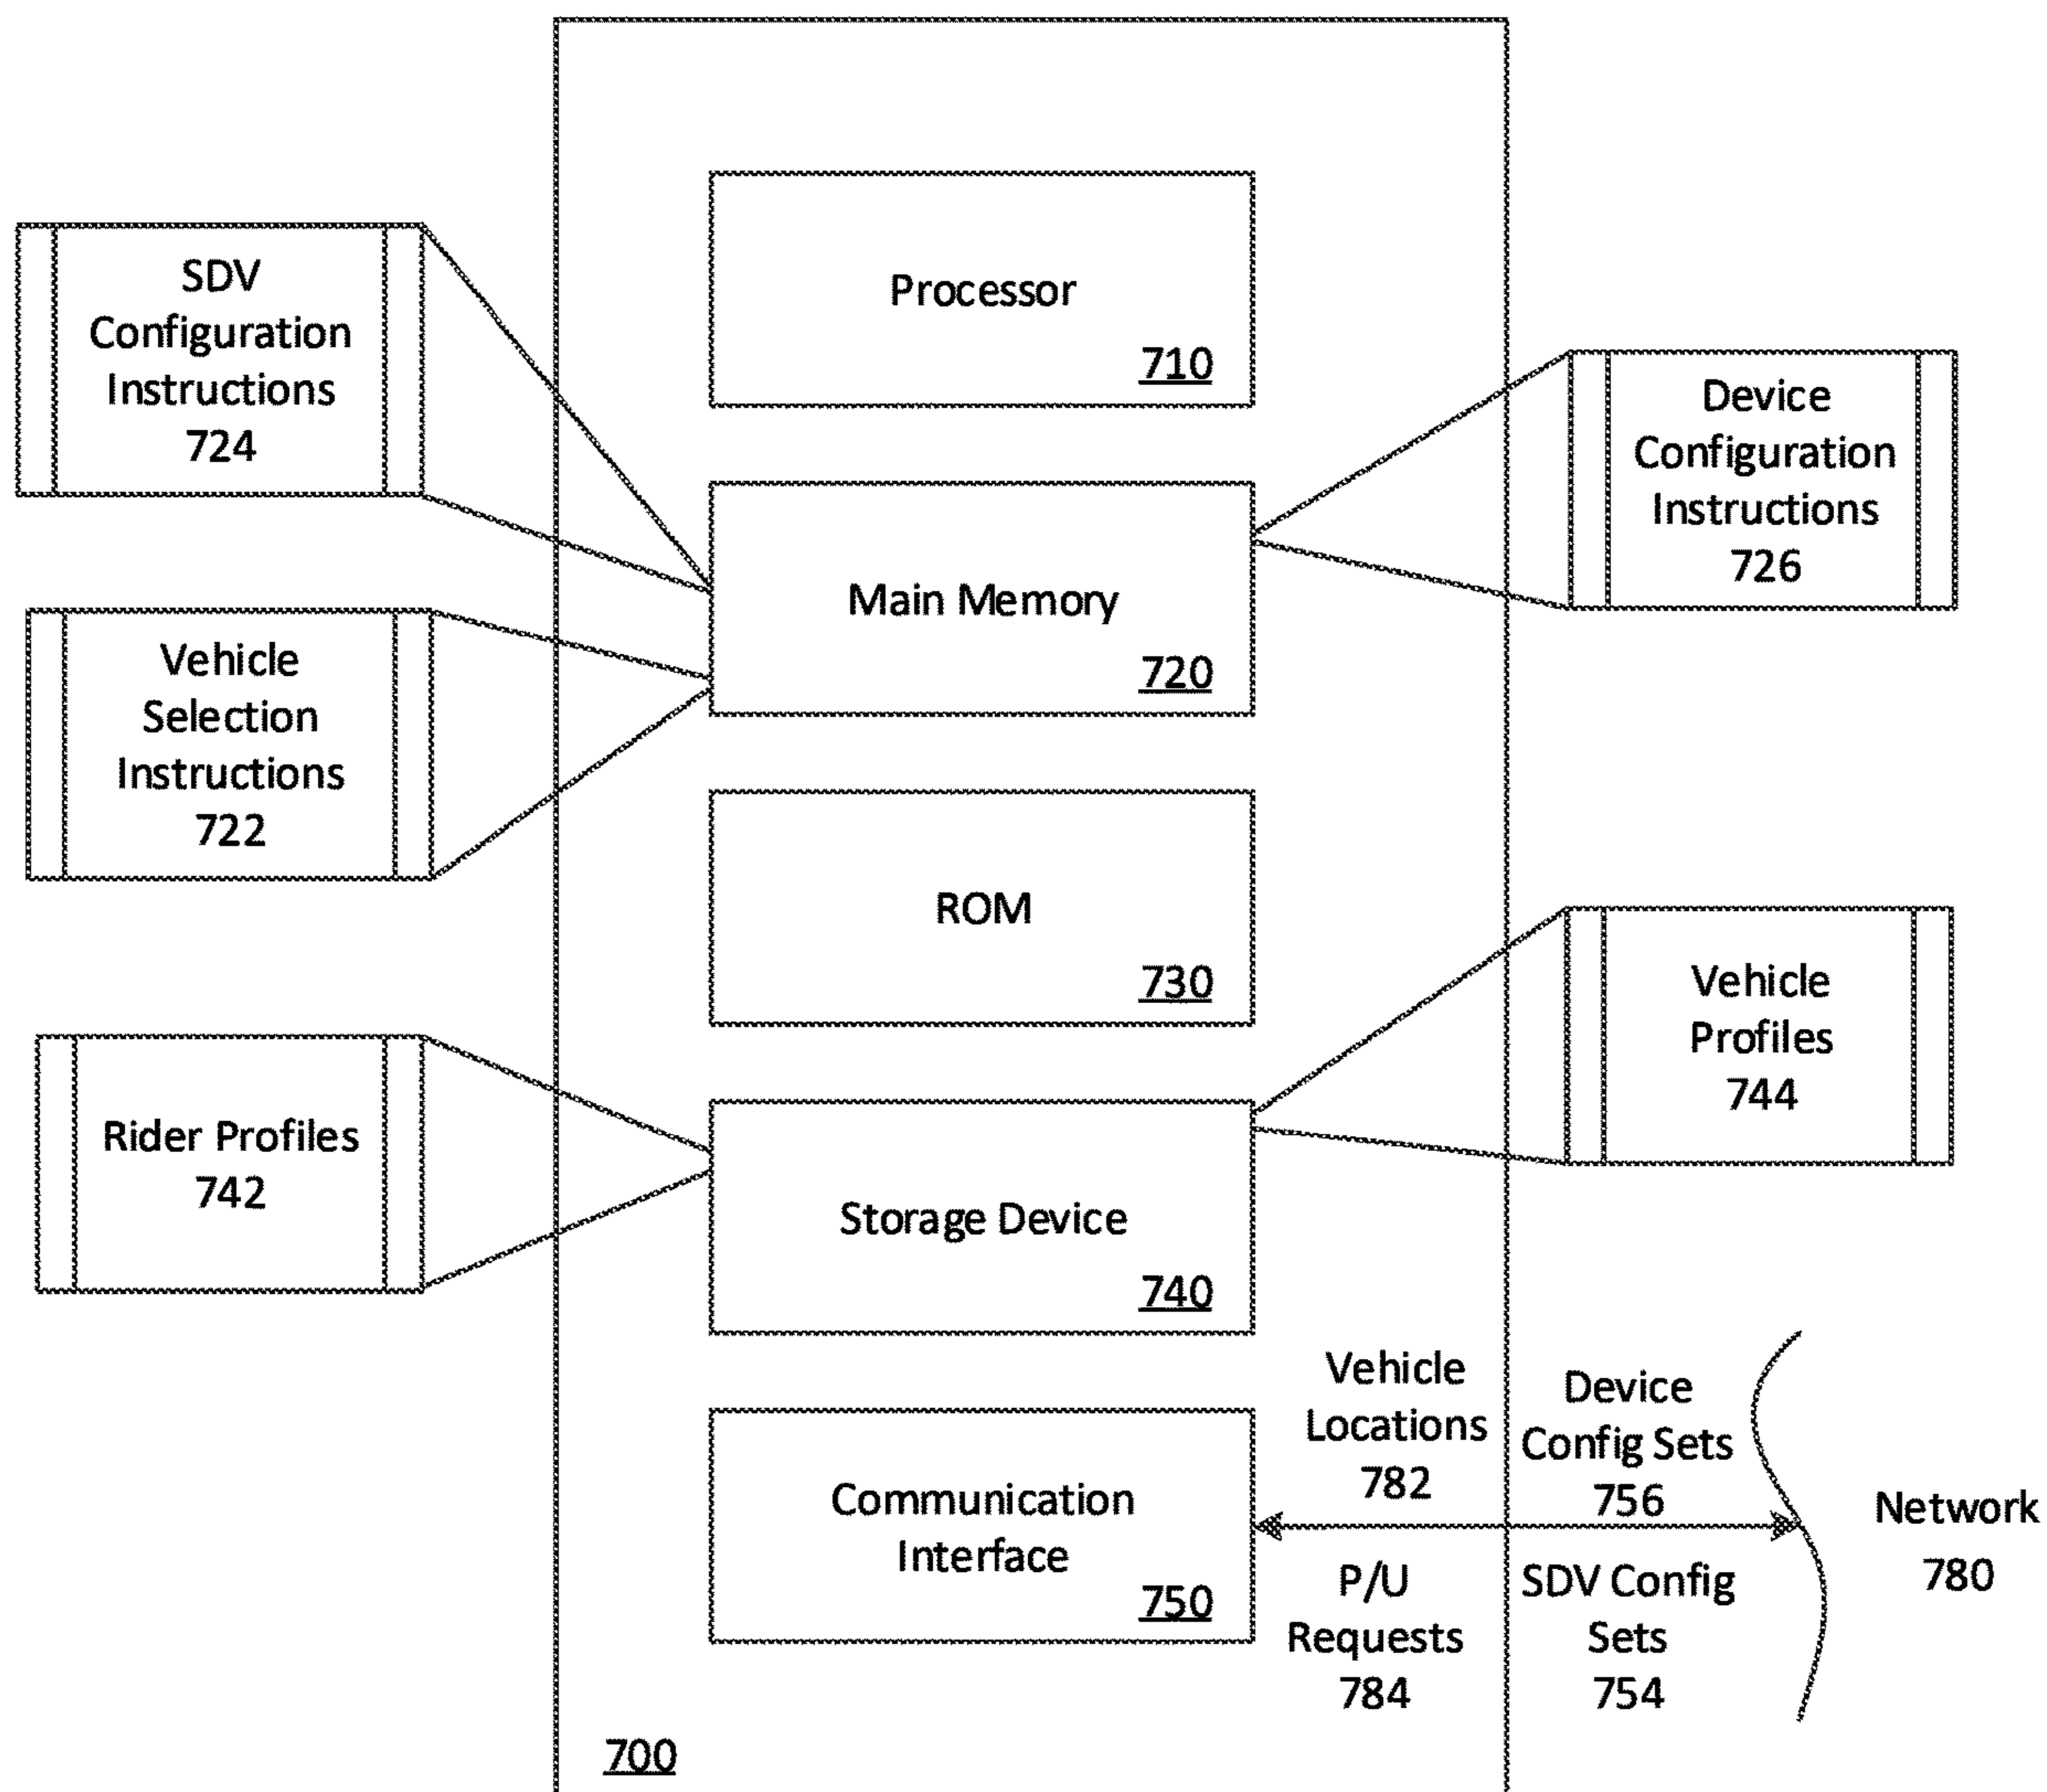 Processor
710
SDV
Configuration
Instructions
724
Device
Configuration
Instructions
726
Main Memory
720
Vehicle
Selection
Instructions
722
ROM
730
Vehicle
Profiles
744
Rider Profiles
742
Storage Device
740
Vehicle
Locations
782
Device
Config Sets
756
Communication
Interface
750
Network
780
P/U
Requests
784
SDV Config
Sets
754
700